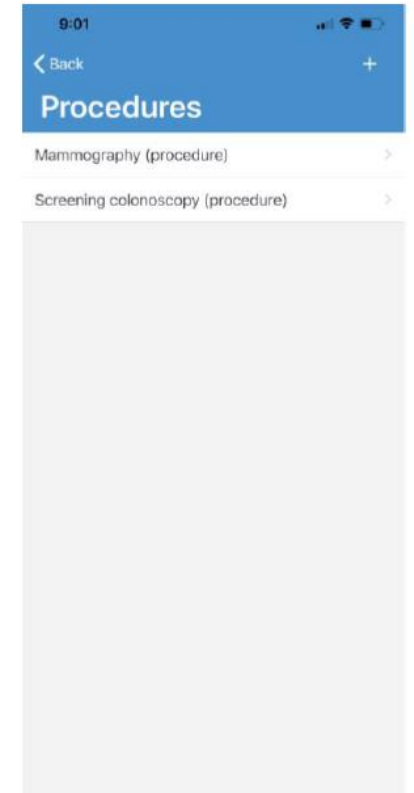 9:01
Back
+
Procedures
Mammography (procedure)
Screening colonoscopy (procedure)